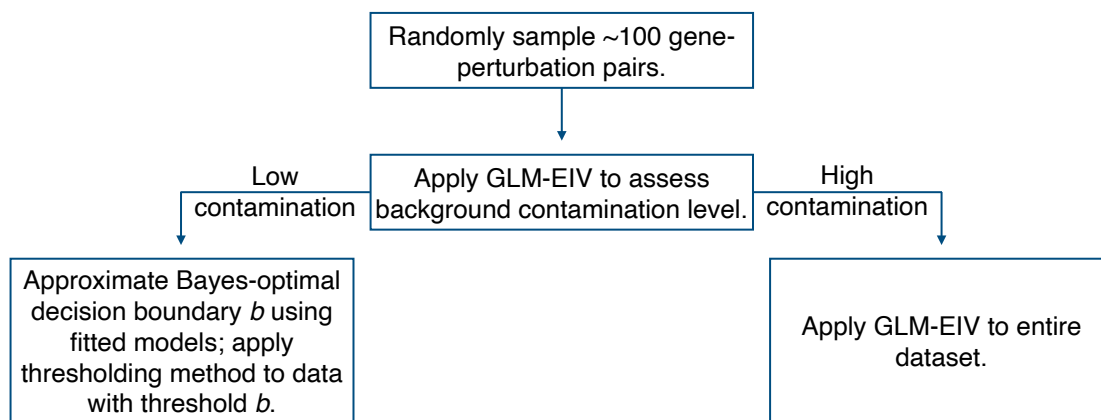 Randomly sample ~100 gene-
perturbation pairs.
Low
contamination
Apply GLM-EIV to assess
background contamination level.
High
contamination
Approximate Bayes-optimal
decision boundary b using
fitted models; apply
thresholding method to data
with threshold b.
Apply GLM-EIV to entire
dataset.